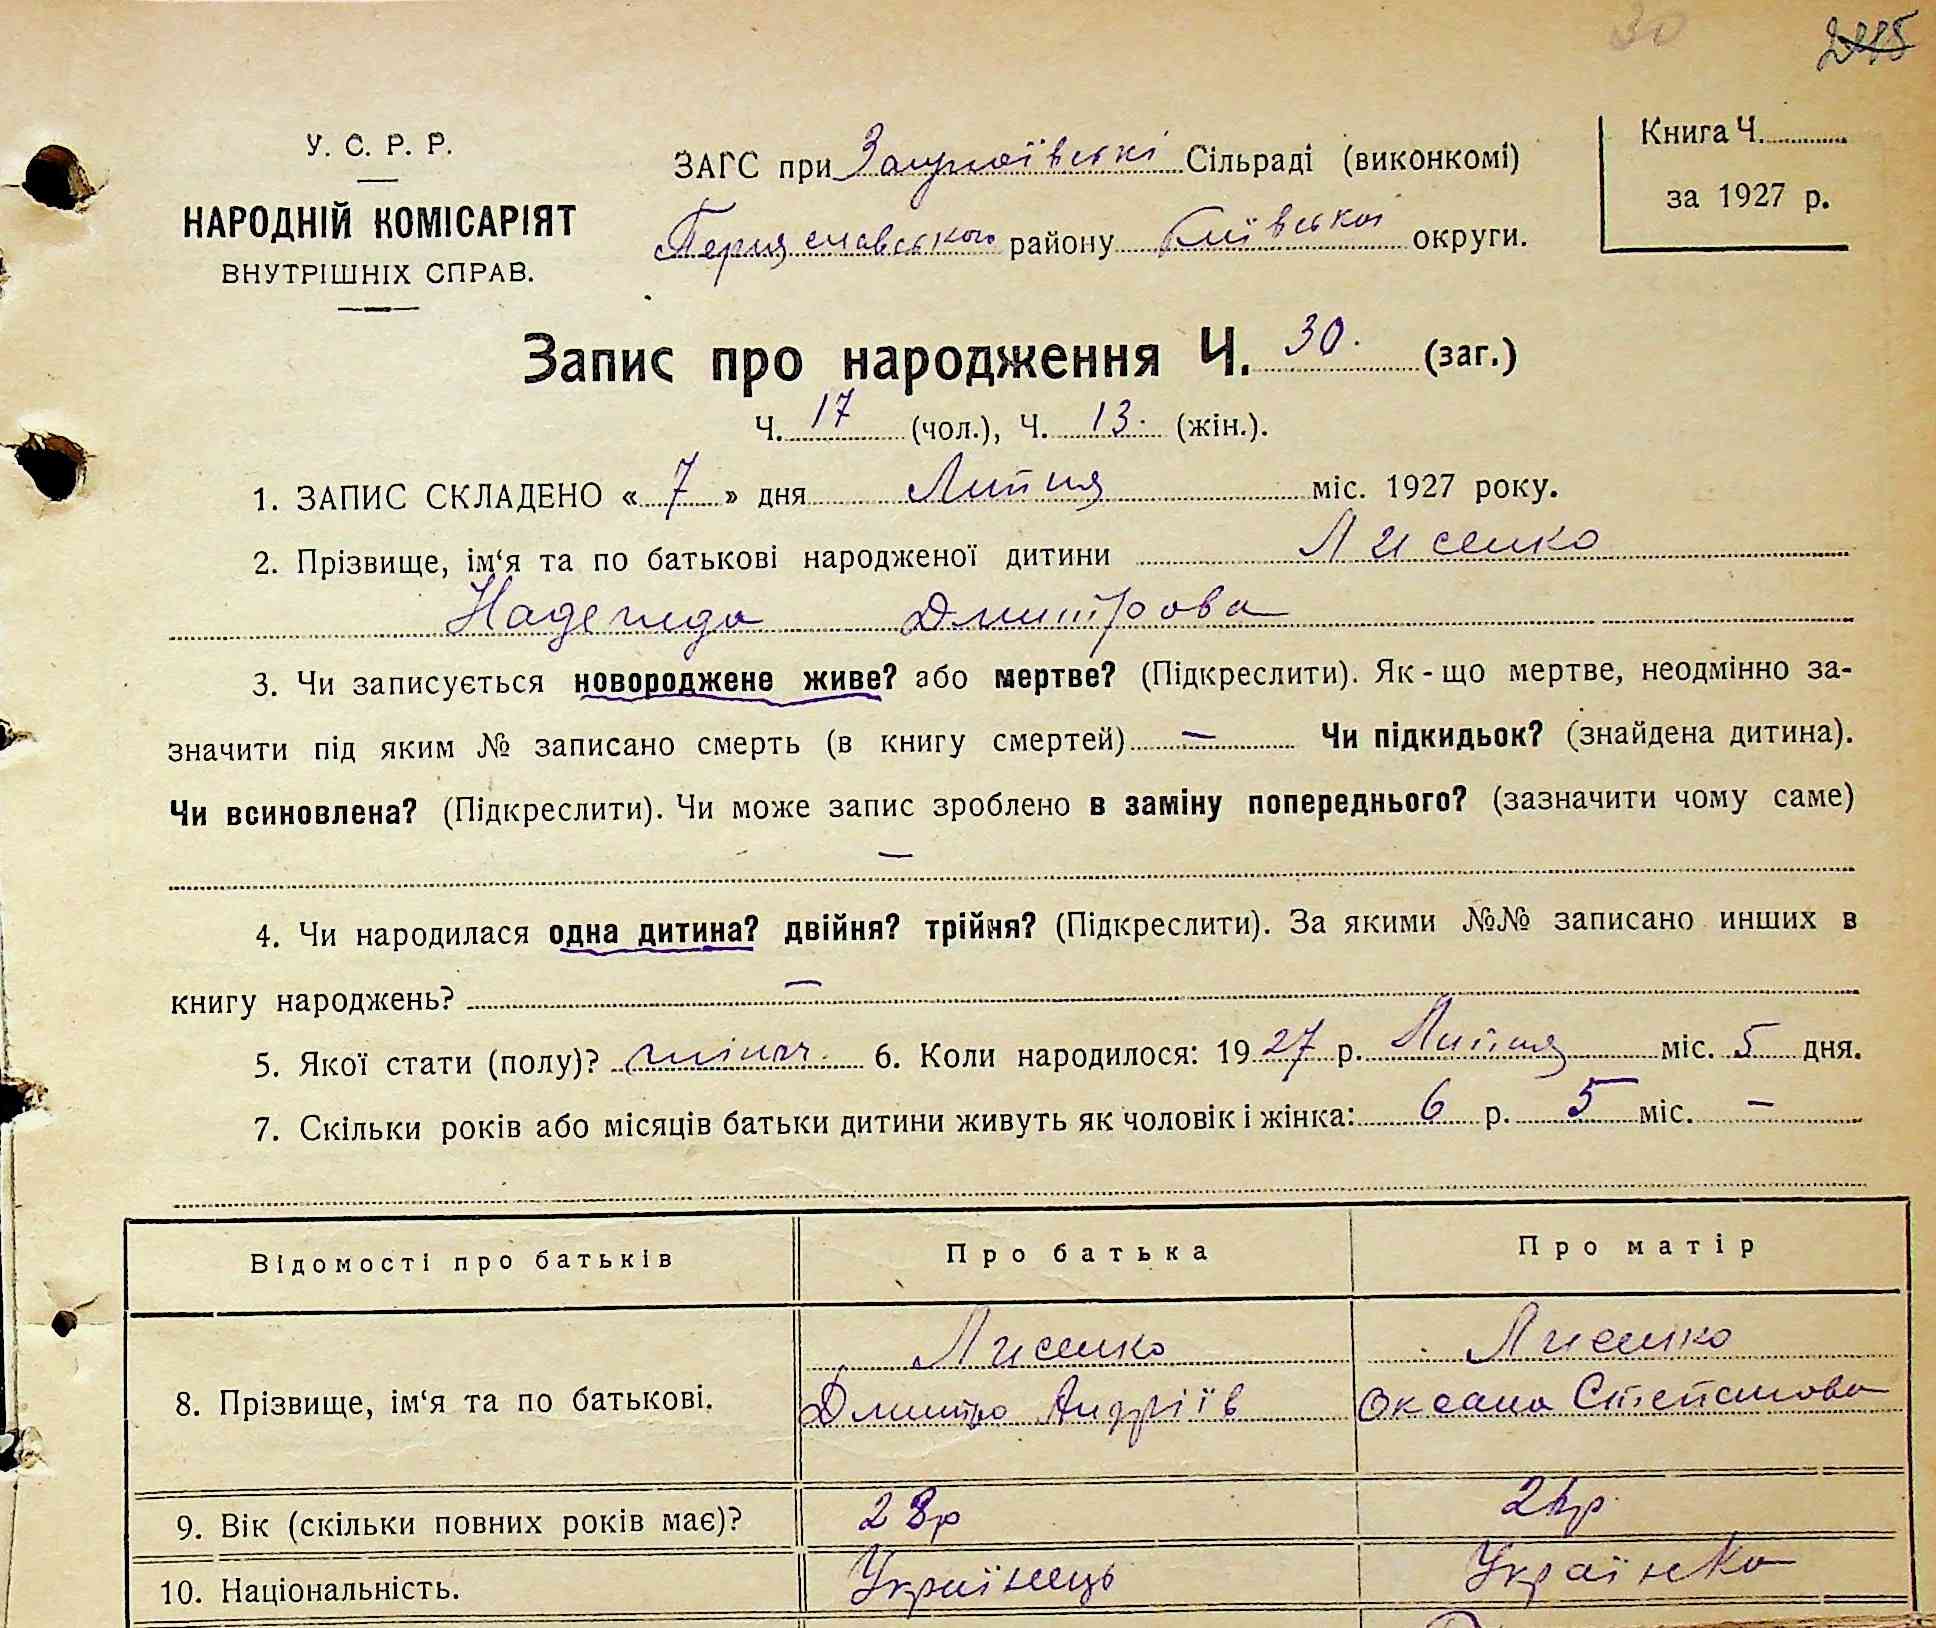 30
У. С. Р. Р.
НАРОДНІЙ КОМІСАРІЯТ
ВНУТРІШНІХ СПРАВ.
ЗАГС при Сільраді (виконкомі)
Переяславського району Київської округи.
Книга Ч.
за 1927 р.
Запис про народження Ч. 30. (заг.)
Ч. 17 (чол.), Ч. 13. (жін.).
1. ЗАПИС СКЛАДЕНО « 7 » дня Липня міс. 1927 року.
2. Прізвище, ім‘я та по батькові народженої дитини Лисенко
Надежда Дмитрова
3. Чи записується новороджене живе? або мертве? (Підкреслити). Як-що мертве, неодмінно за-
значити під яким № записано смерть (в книгу смертей) — Чи підкидьок? (знайдена дитина).
Чи всиновлена? (Підкреслити). Чи може запис зроблено в заміну попереднього? (зазначити чому саме)
—
4. Чи народилася одна дитина? двійня? трійня? (Підкреслити). За якими №№ записано инших в
книгу народжень? —
5. Якої стати (полу)? жіноч. 6. Коли народилося: 1927 р. Липня міс. 5 дня.
7. Скільки років або місяців батьки дитини живуть як чоловік і жінка: 6 р. 5 міс. —
Відомості про батьків Про батька Про матір
Лисенко Лисенко
8. Прізвище, ім‘я та по батькові. Дмитро Андріїв Оксана Степанова
9. Вік (скільки повних років має)? 28р
10. Національність. Українець Українка